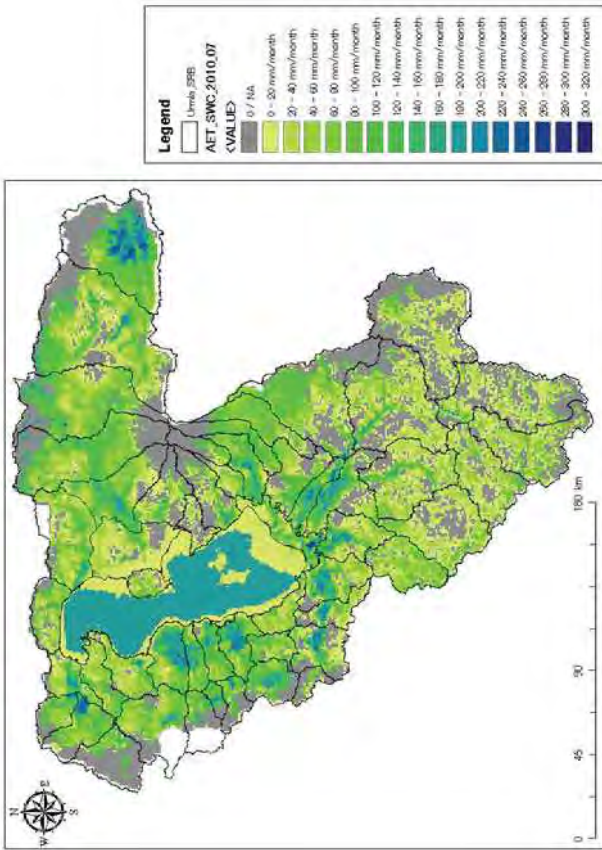 N
W
E
S
Legend
Urmia_SRB
AET_SWC_2010_07
<VALUE>
0 / NA
0 - 20 mm/month
20 - 40 mm/month
40 - 60 mm/month
60 - 80 mm/month
80 - 100 mm/month
100 - 120 mm/month
120 - 140 mm/month
140 - 160 mm/month
160 - 180 mm/month
180 - 200 mm/month
200 - 220 mm/month
220 - 240 mm/month
240 - 260 mm/month
260 - 280 mm/month
280 - 300 mm/month
300 - 320 mm/month
0
45
90
180 km